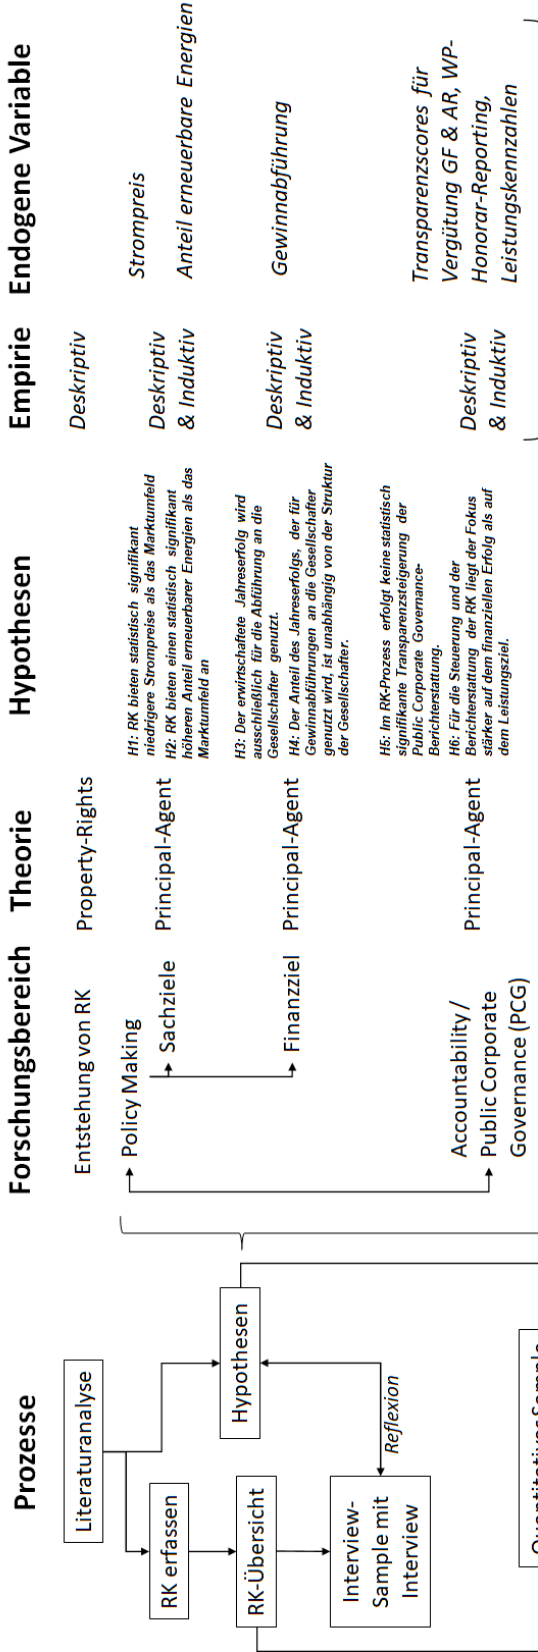 Prozesse
Forschungsbereich
Theorie
Hypothesen
Empirie
Endogene Variable
Literaturanalyse
RK erfassen
RK-Übersicht
Interview-
Sample mit
Interview
Hypothesen
Reflexion
Entstehung von RK
Property-Rights
Deskriptiv
Policy Making
Sachziele
Principal-Agent
H1: RK bieten statistisch signifikant
niedrigere Strompreise als das Marktumfeld
H2: RK bieten einen statistisch signifikant
höheren Anteil erneuerbarer Energien als das
Marktumfeld an
Deskriptiv
& Induktiv
Strompreis
Anteil erneuerbare Energien
Finanzziel
Principal-Agent
H3: Der erwirtschaftete Jahreserfolg wird
ausschließlich für die Abführung an die
Gesellschafter genutzt.
H4: Der Anteil des Jahreserfolgs, der für
Gewinnabführungen an die Gesellschafter
genutzt wird, ist unabhängig von der Struktur
der Gesellschafter.
Deskriptiv
& Induktiv
Gewinnabführung
Accountability /
Public Corporate
Governance (PCG)
Principal-Agent
H5: Im RK-Prozess erfolgt keine statistisch
signifikante Transparenzsteigerung der
Public Corporate Governance-
Berichterstattung.
H6: Für die Steuerung und der
Berichterstattung der RK liegt der Fokus
stärker auf dem finanziellen Erfolg als auf
dem Leistungsziel.
Deskriptiv
& Induktiv
Transparenzscores für
Vergütung GF & AR, WP-
Honorar-Reporting,
Leistungskennzahlen